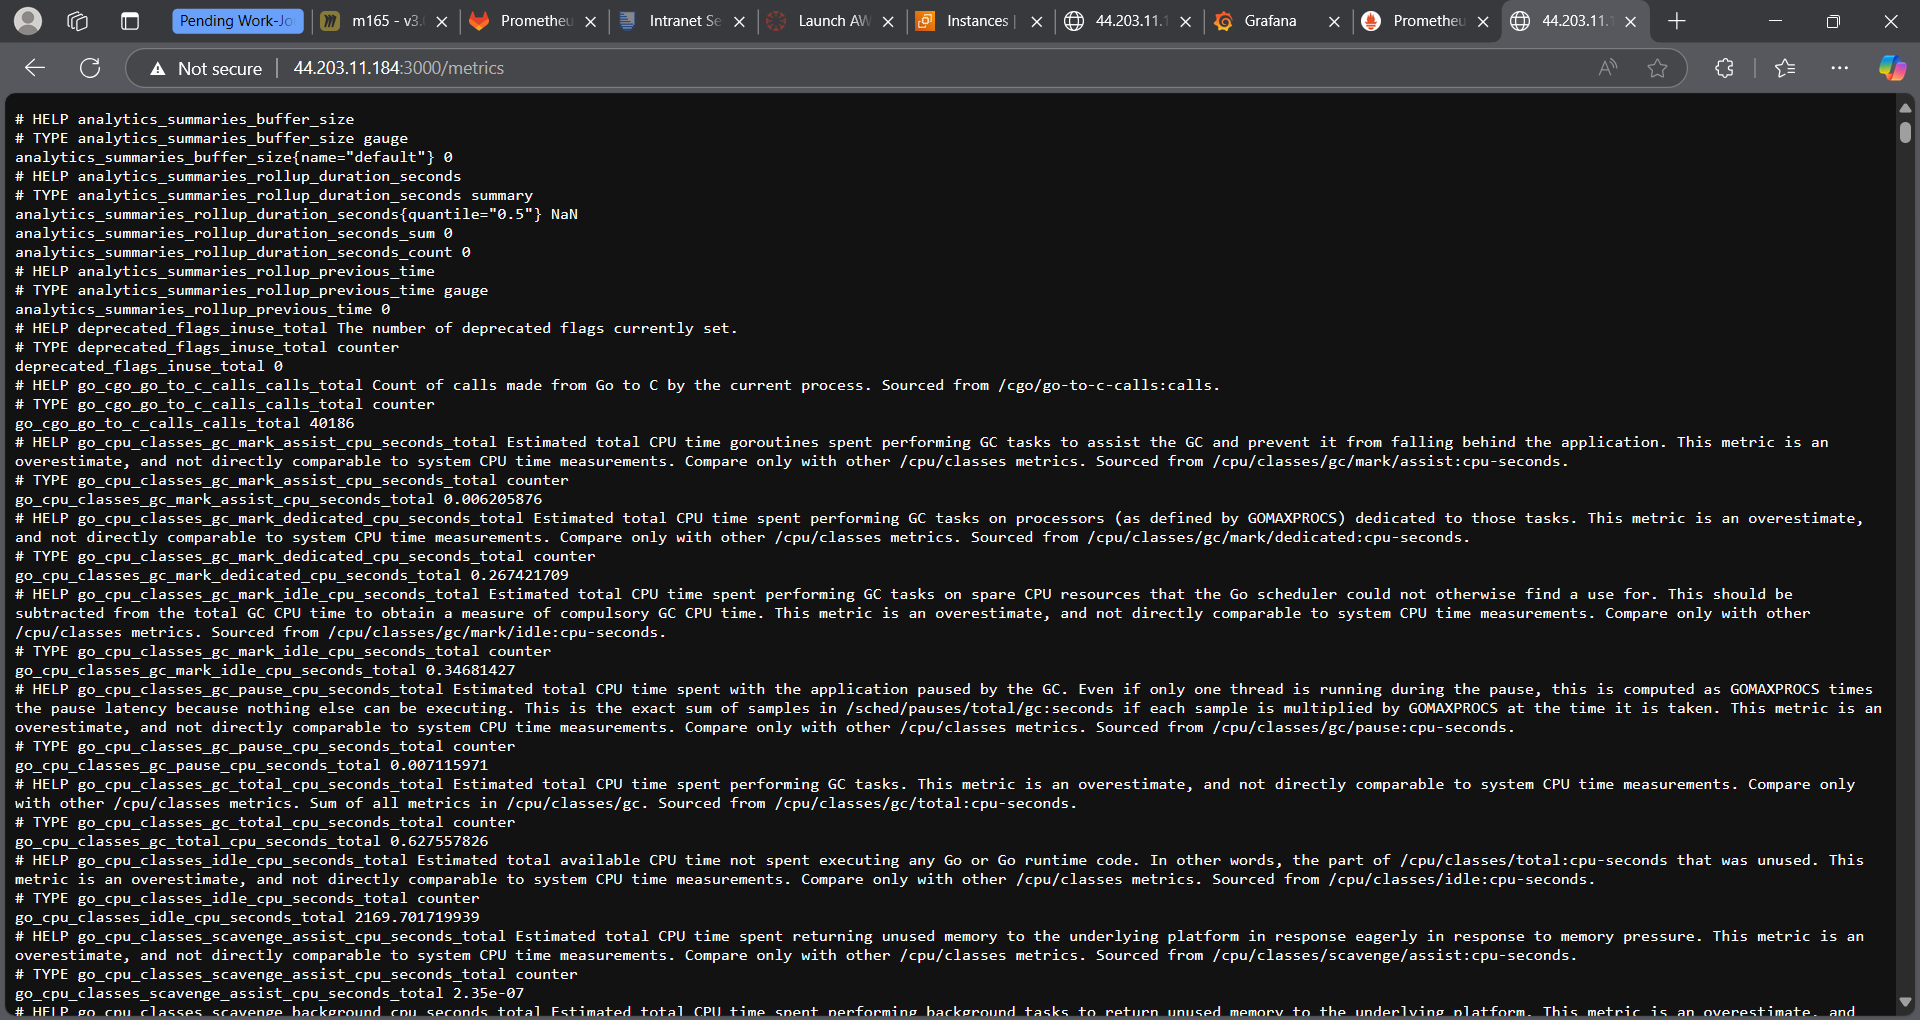 Pending Work-Jo
m165 - v3.
Prometheu
Intranet Se
Launch AW
Instances |
44.203.11.1
Grafana
Prometheu
44.203.11.1
Not secure
44.203.11.184:3000/metrics
# HELP analytics_summaries_buffer_size
# TYPE analytics_summaries_buffer_size gauge
analytics_summaries_buffer_size{name="default"} 0
# HELP analytics_summaries_rollup_duration_seconds
# TYPE analytics_summaries_rollup_duration_seconds summary
analytics_summaries_rollup_duration_seconds{quantile="0.5"} NaN
analytics_summaries_rollup_duration_seconds_sum 0
analytics_summaries_rollup_duration_seconds_count 0
# HELP analytics_summaries_rollup_previous_time
# TYPE analytics_summaries_rollup_previous_time gauge
analytics_summaries_rollup_previous_time 0
# HELP deprecated_flags_inuse_total The number of deprecated flags currently set.
# TYPE deprecated_flags_inuse_total counter
deprecated_flags_inuse_total 0
# HELP go_cgo_go_to_c_calls_calls_total Count of calls made from Go to C by the current process. Sourced from /cgo/go-to-c-calls:calls.
# TYPE go_cgo_go_to_c_calls_calls_total counter
go_cgo_go_to_c_calls_calls_total 40186
# HELP go_cpu_classes_gc_mark_assist_cpu_seconds_total Estimated total CPU time goroutines spent performing GC tasks to assist the GC and prevent it from falling behind the application. This metric is an
overestimate, and not directly comparable to system CPU time measurements. Compare only with other /cpu/classes metrics. Sourced from /cpu/classes/gc/mark/assist:cpu-seconds.
# TYPE go_cpu_classes_gc_mark_assist_cpu_seconds_total counter
go_cpu_classes_gc_mark_assist_cpu_seconds_total 0.006205876
# HELP go_cpu_classes_gc_mark_dedicated_cpu_seconds_total Estimated total CPU time spent performing GC tasks on processors (as defined by GOMAXPROCS) dedicated to those tasks. This metric is an overestimate,
and not directly comparable to system CPU time measurements. Compare only with other /cpu/classes metrics. Sourced from /cpu/classes/gc/mark/dedicated:cpu-seconds.
# TYPE go_cpu_classes_gc_mark_dedicated_cpu_seconds_total counter
go_cpu_classes_gc_mark_dedicated_cpu_seconds_total 0.267421709
# HELP go_cpu_classes_gc_mark_idle_cpu_seconds_total Estimated total CPU time spent performing GC tasks on spare CPU resources that the Go scheduler could not otherwise find a use for. This should be
subtracted from the total GC CPU time to obtain a measure of compulsory GC CPU time. This metric is an overestimate, and not directly comparable to system CPU time measurements. Compare only with other
/cpu/classes metrics. Sourced from /cpu/classes/gc/mark/idle:cpu-seconds.
# TYPE go_cpu_classes_gc_mark_idle_cpu_seconds_total counter
go_cpu_classes_gc_mark_idle_cpu_seconds_total 0.34681427
# HELP go_cpu_classes_gc_pause_cpu_seconds_total Estimated total CPU time spent with the application paused by the GC. Even if only one thread is running during the pause, this is computed as GOMAXPROCS times
the pause latency because nothing else can be executing. This is the exact sum of samples in /sched/pauses/total/gc:seconds if each sample is multiplied by GOMAXPROCS at the time it is taken. This metric is an
overestimate, and not directly comparable to system CPU time measurements. Compare only with other /cpu/classes metrics. Sourced from /cpu/classes/gc/pause:cpu-seconds.
# TYPE go_cpu_classes_gc_pause_cpu_seconds_total counter
go_cpu_classes_gc_pause_cpu_seconds_total 0.007115971
# HELP go_cpu_classes_gc_total_cpu_seconds_total Estimated total CPU time spent performing GC tasks. This metric is an overestimate, and not directly comparable to system CPU time measurements. Compare only
with other /cpu/classes metrics. Sum of all metrics in /cpu/classes/gc. Sourced from /cpu/classes/gc/total:cpu-seconds.
# TYPE go_cpu_classes_gc_total_cpu_seconds_total counter
go_cpu_classes_gc_total_cpu_seconds_total 0.627557826
# HELP go_cpu_classes_idle_cpu_seconds_total Estimated total available CPU time not spent executing any Go or Go runtime code. In other words, the part of /cpu/classes/total:cpu-seconds that was unused. This
metric is an overestimate, and not directly comparable to system CPU time measurements. Compare only with other /cpu/classes metrics. Sourced from /cpu/classes/idle:cpu-seconds.
# TYPE go_cpu_classes_idle_cpu_seconds_total counter
go_cpu_classes_idle_cpu_seconds_total 2169.701719939
# HELP go_cpu_classes_scavenge_assist_cpu_seconds_total Estimated total CPU time spent returning unused memory to the underlying platform in response eagerly in response to memory pressure. This metric is an
overestimate, and not directly comparable to system CPU time measurements. Compare only with other /cpu/classes metrics. Sourced from /cpu/classes/scavenge/assist:cpu-seconds.
# TYPE go_cpu_classes_scavenge_assist_cpu_seconds_total counter
go_cpu_classes_scavenge_assist_cpu_seconds_total 2.35e-07
# HELP go_cpu_classes_scavenge_background_cpu_seconds_total Estimated total CPU time spent performing background tasks to return unused memory to the underlying platform. This metric is an overestimate, and